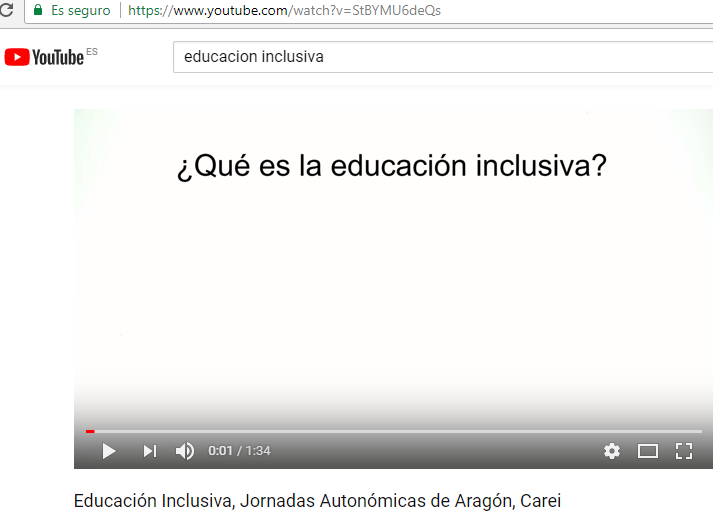 Es seguro | https://www.youtube.com/watch?v=StBYMU6deQs
YouTube ES
educacion inclusiva
¿Qué es la educación inclusiva?
0:01 / 1:34
Educación Inclusiva, Jornadas Autonómicas de Aragón, Carei